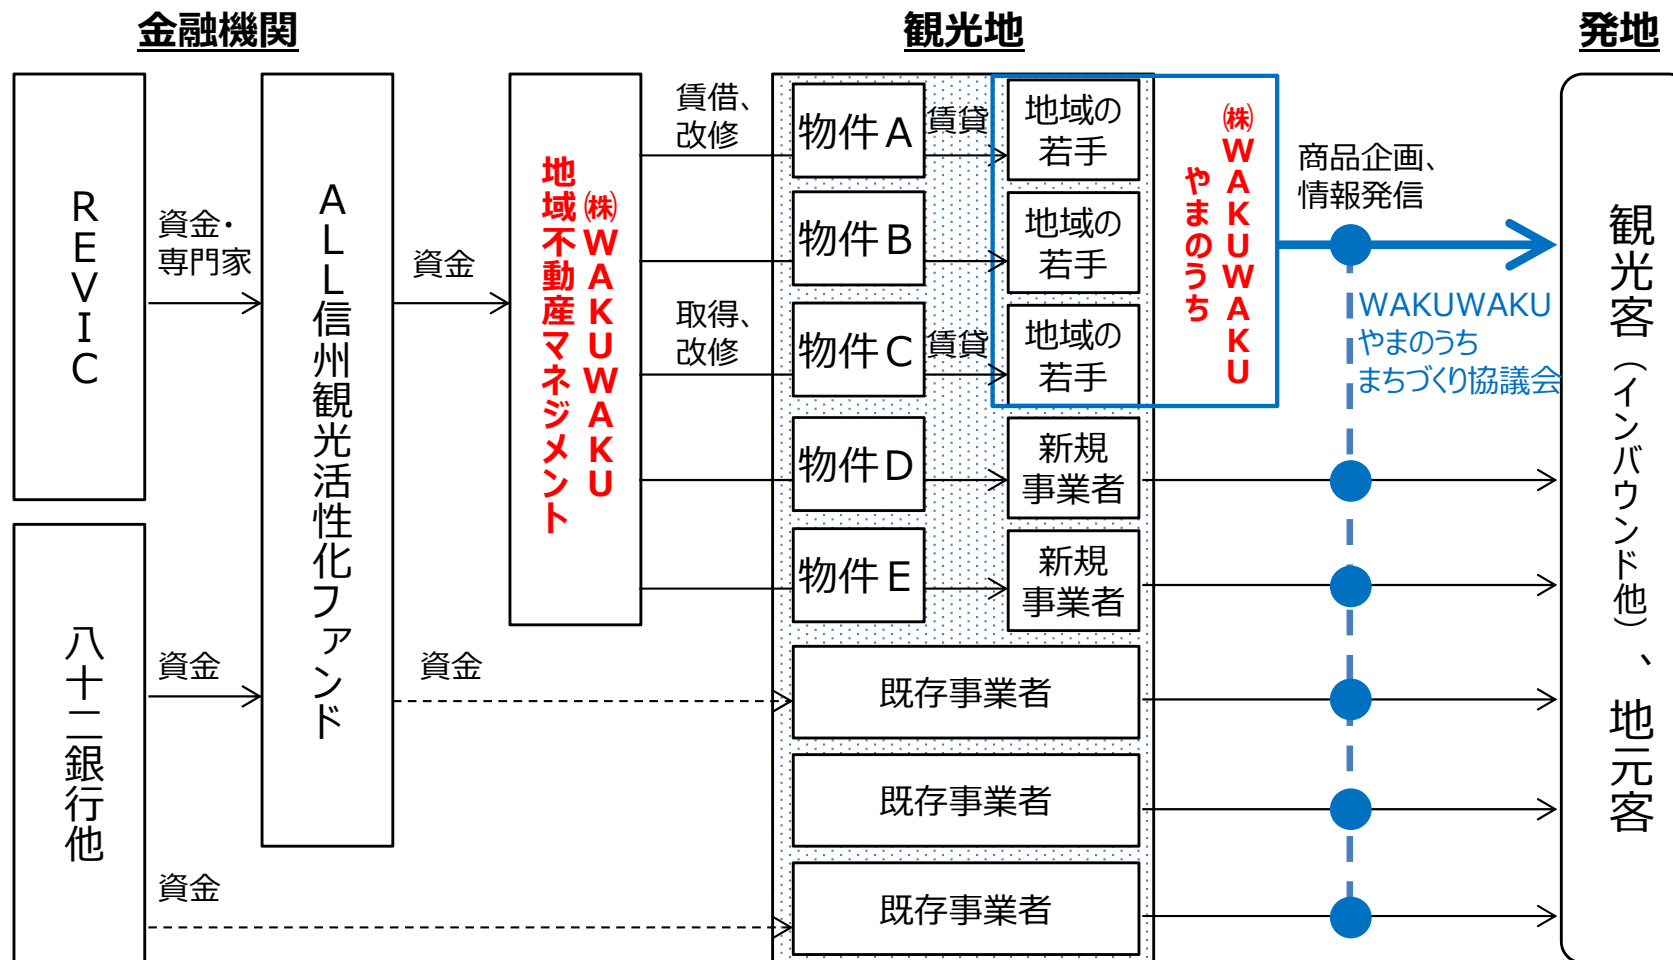 金融機関
観光地
発地
REVIC
八十二銀行他
資金・
専門家
資金
資金
ALL信州観光活性化ファンド
資金
資金
㈱WAKUWAKU
地域不動産マネジメント
賃借、
改修
取得、
改修
物件A
賃貸
地域の
若手
物件B
地域の
若手
物件C
賃貸
地域の
若手
物件D
新規
事業者
物件E
新規
事業者
既存事業者
既存事業者
既存事業者
㈱WAKUWAKU
やまのうち
商品企画、
情報発信
WAKUWAKU
やまのうち
まちづくり協議会
観光客（インバウンド他）、地元客